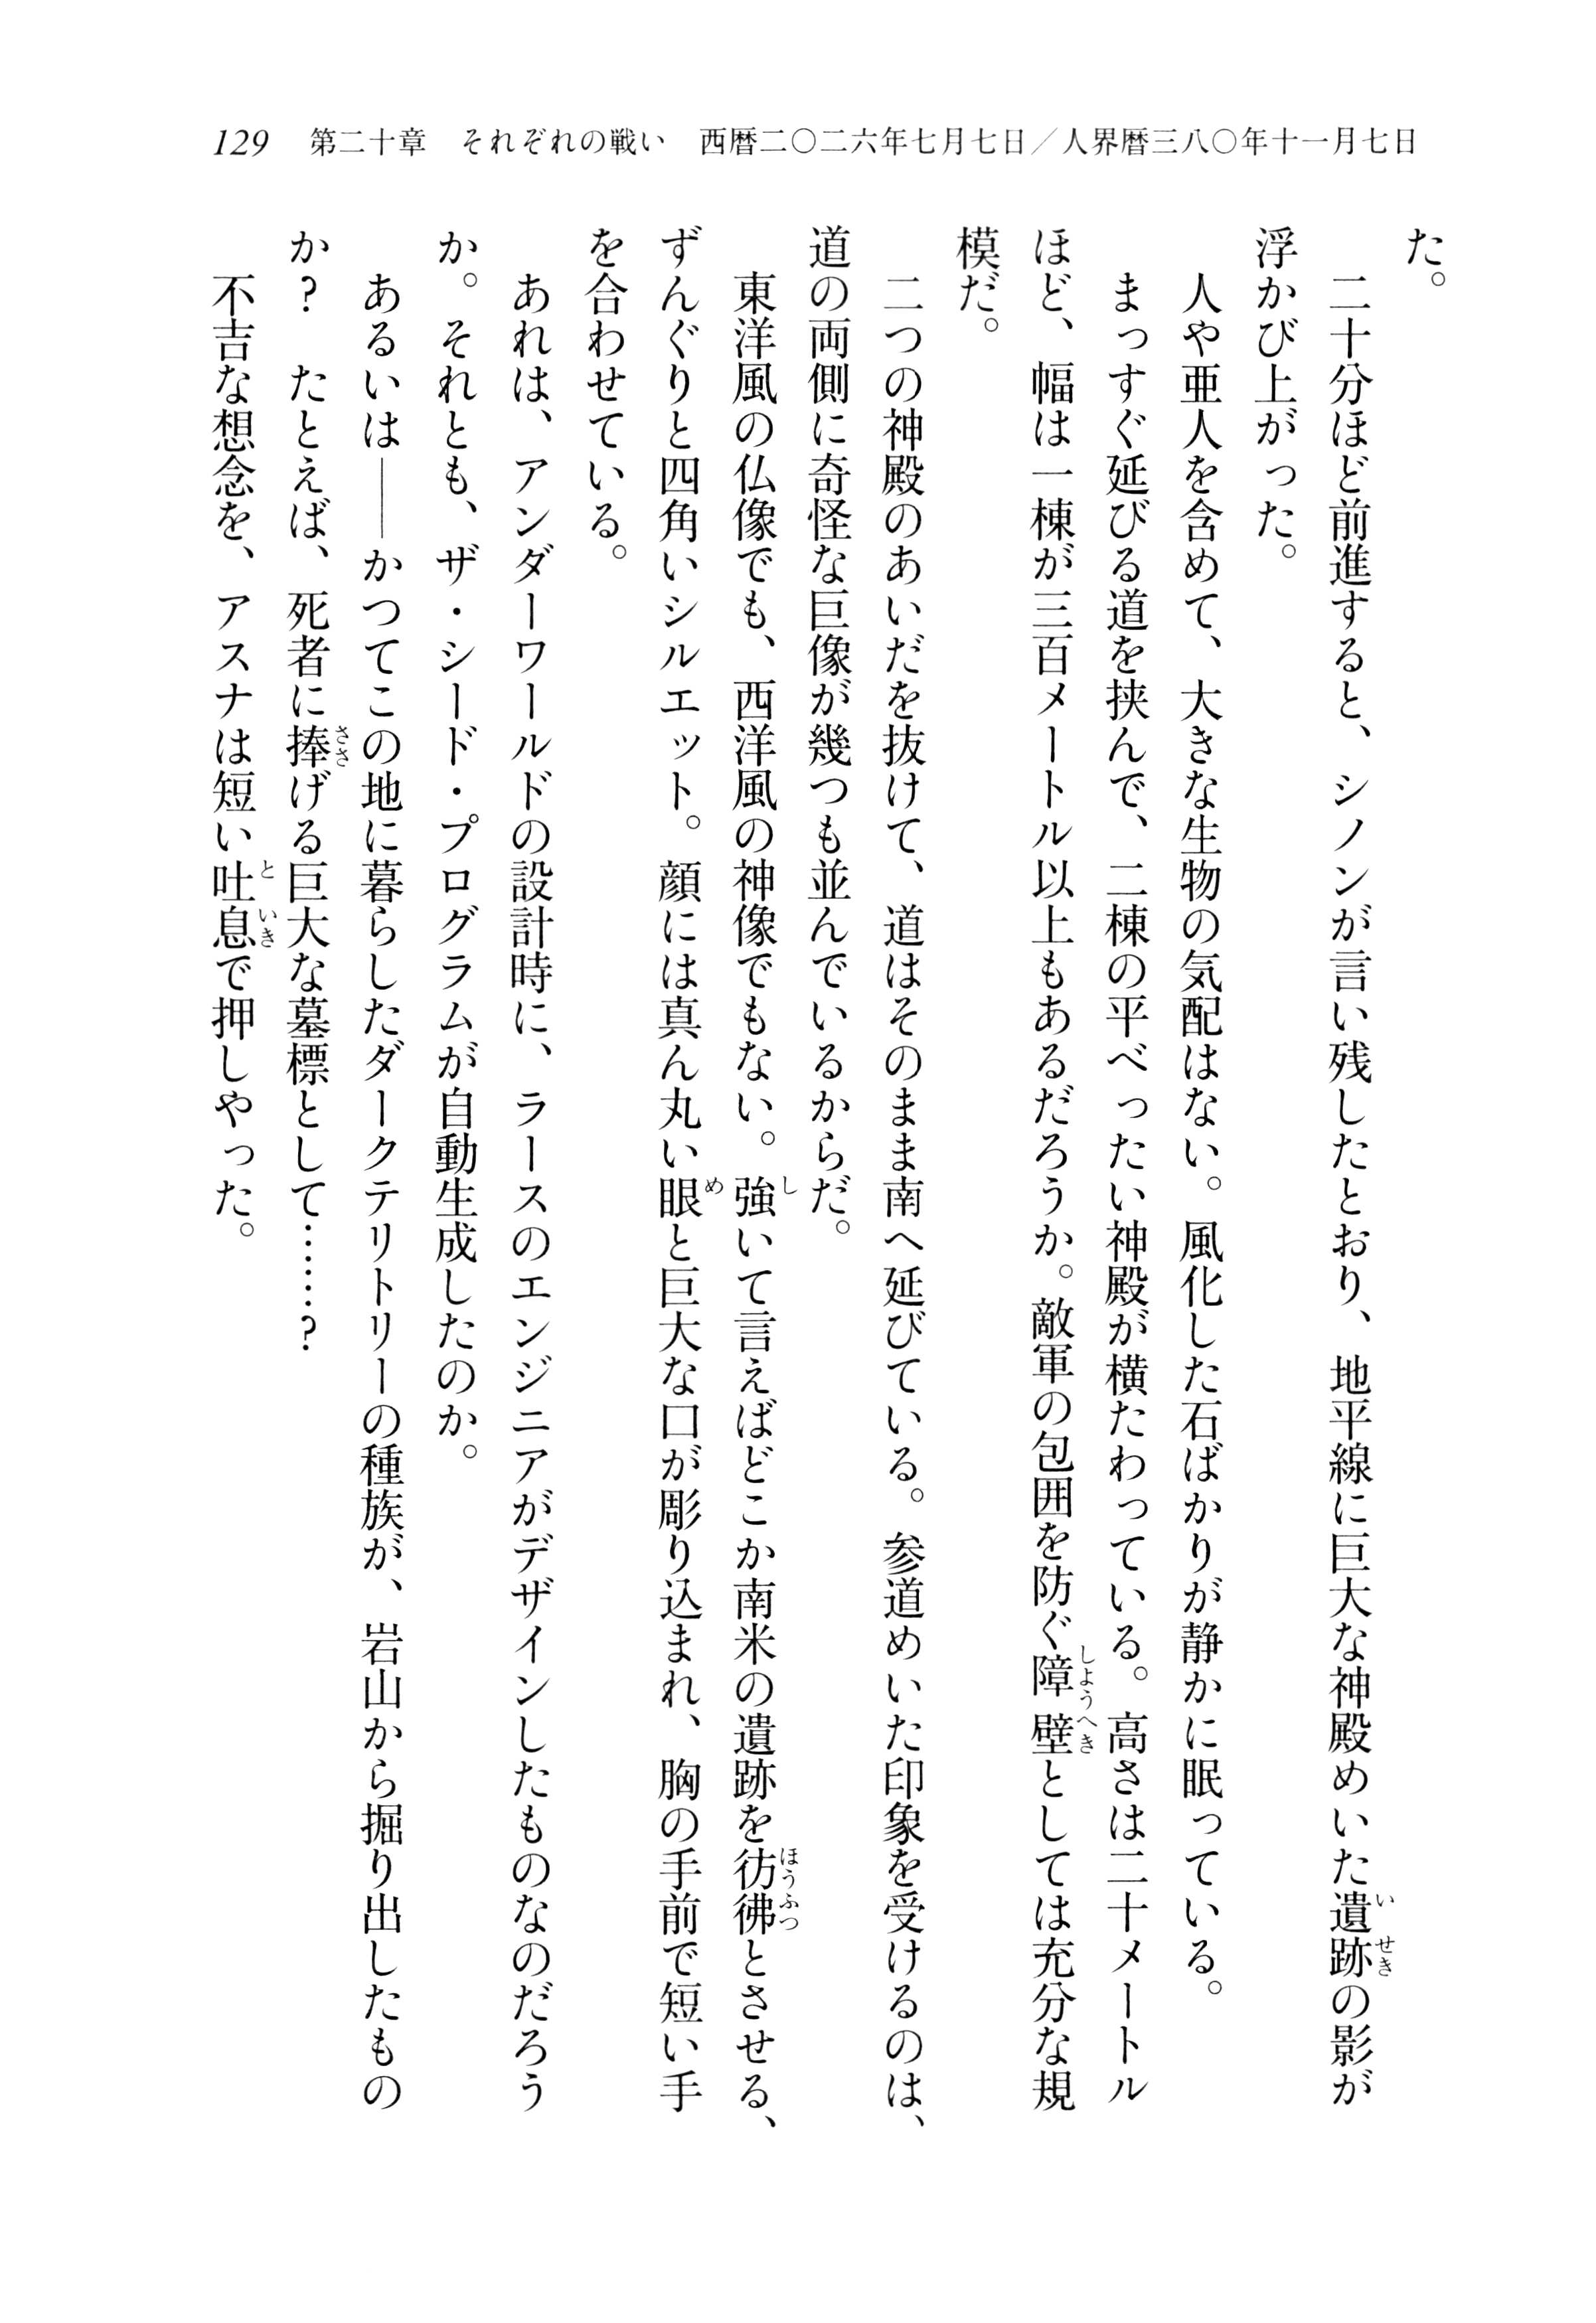 129 第二十章 それぞれの戦い 西暦二〇二六年七月七日／人界暦三八〇年十一月七日
た。
二十分ほど前進すると、シノンが言い残したとおり、地平線に巨大な神殿めいた遺跡の影が
浮かび上がった。
人や亜人を含めて、大きな生物の気配はない。風化した石ばかりが静かに眠っている。
まっすぐ延びる道を挟んで、二棟の平べったい神殿が横たわっている。高さは二十メートル
ほど、幅は一棟が三百メートル以上もあるだろうか。敵軍の包囲を防ぐ障壁としては充分な規
模だ。
二つの神殿のあいだを抜けて、道はそのまま南へ延びている。参道めいた印象を受けるのは、
道の両側に奇怪な巨像が幾つも並んでいるからだ。
東洋風の仏像でも、西洋風の神像でもない。強いて言えばどこか南米の遺跡を彷彿とさせる、
ずんぐりと四角いシルエット。顔には真ん丸い眼と巨大な口が彫り込まれ、胸の手前で短い手
を合わせている。
あれは、アンダーワールドの設計時に、ラースのエンジニアがデザインしたものなのだろう
か。それとも、ザ・シード・プログラムが自動生成したのか。
あるいは――かつてこの地に暮らしたダークテリトリーの種族が、岩山から掘り出したもの
か？ たとえば、死者に捧げる巨大な墓標として……？
不吉な想念を、アスナは短い吐息で押しやった。